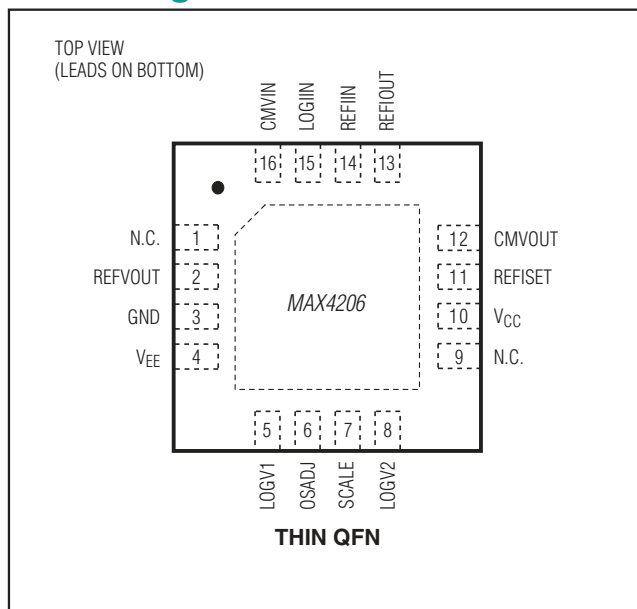 TOP VIEW
(LEADS ON BOTTOM)
CMVIN
LOGIIN
REFIIN
REFIOUT
16 15 14 13
N.C. 1
REFVOUT 2
GND 3
VEE 4
MAX4206
12 CMVOUT
11 REFISET
10 VCC
9 N.C.
5 6 7 8
LOGV1
OSADJ
SCALE
LOGV2
THIN QFN